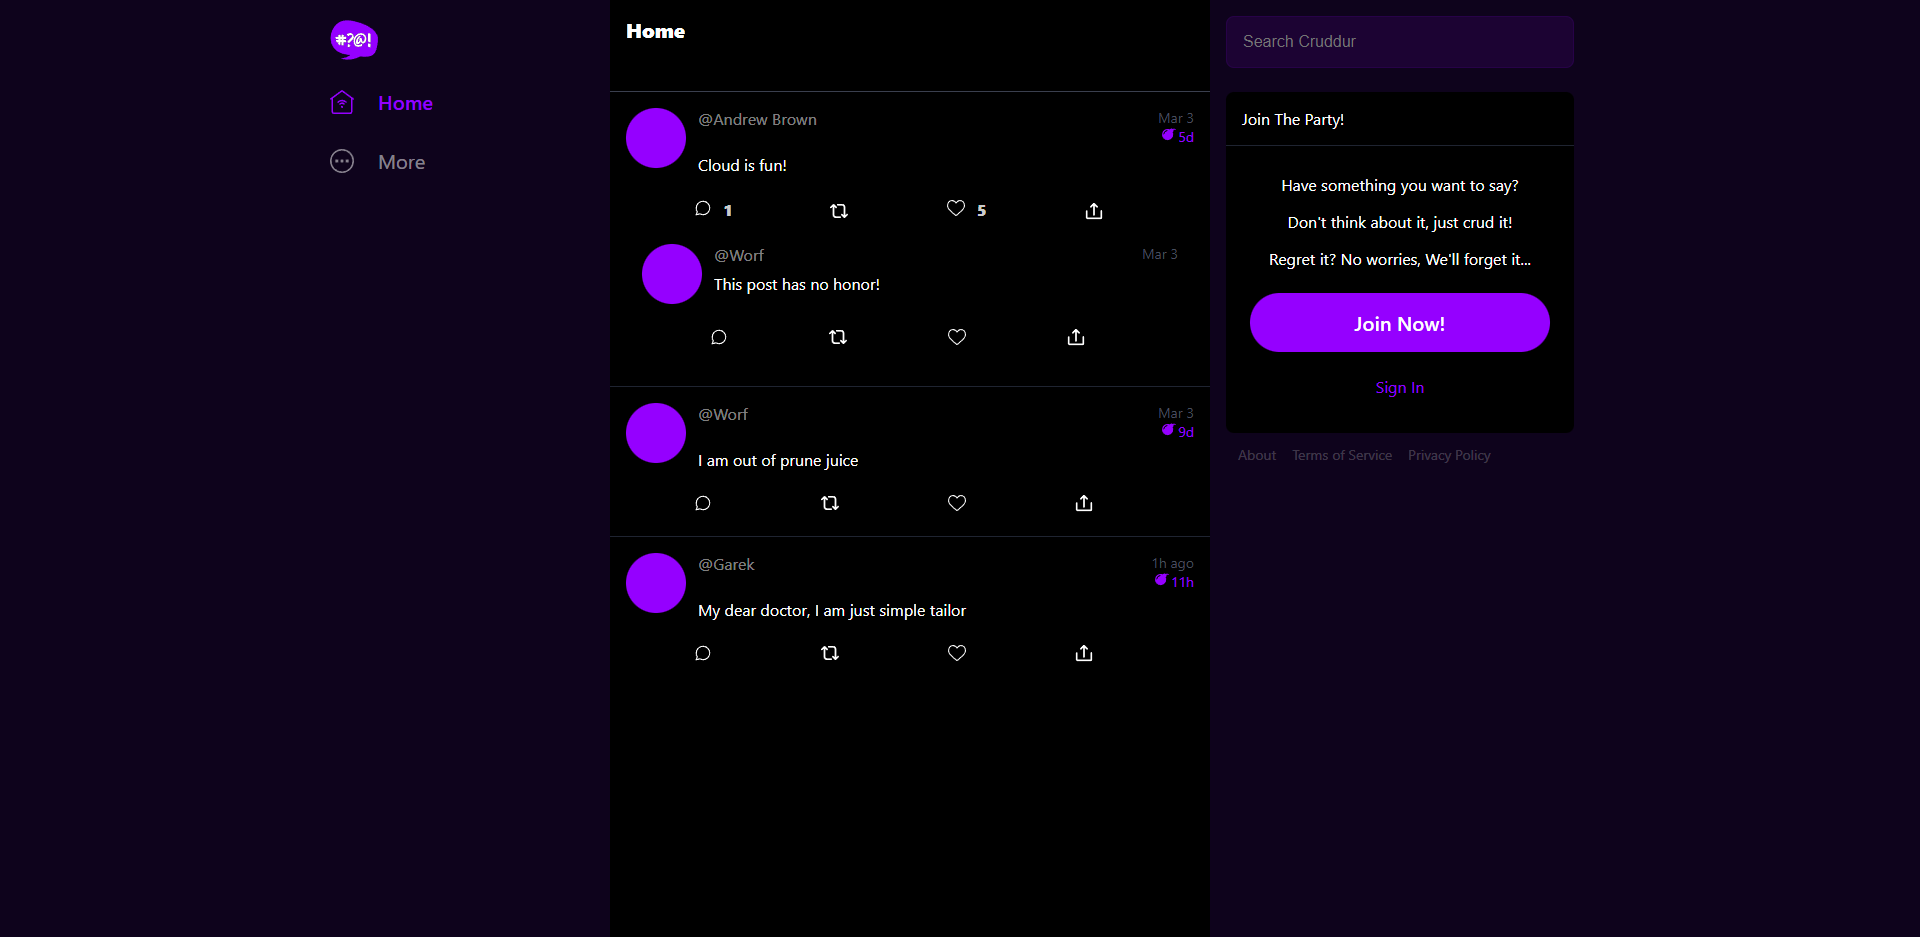 #?@!
Home
More
Home
@Andrew Brown
Mar 3
5d
Cloud is fun!
1
5
@Worf
Mar 3
This post has no honor!
@Worf
Mar 3
9d
I am out of prune juice
@Garek
1h ago
11h
My dear doctor, I am just simple tailor
Search Cruddur
Join The Party!
Have something you want to say?
Don't think about it, just crud it!
Regret it? No worries, We'll forget it...
Join Now!
Sign In
About Terms of Service Privacy Policy